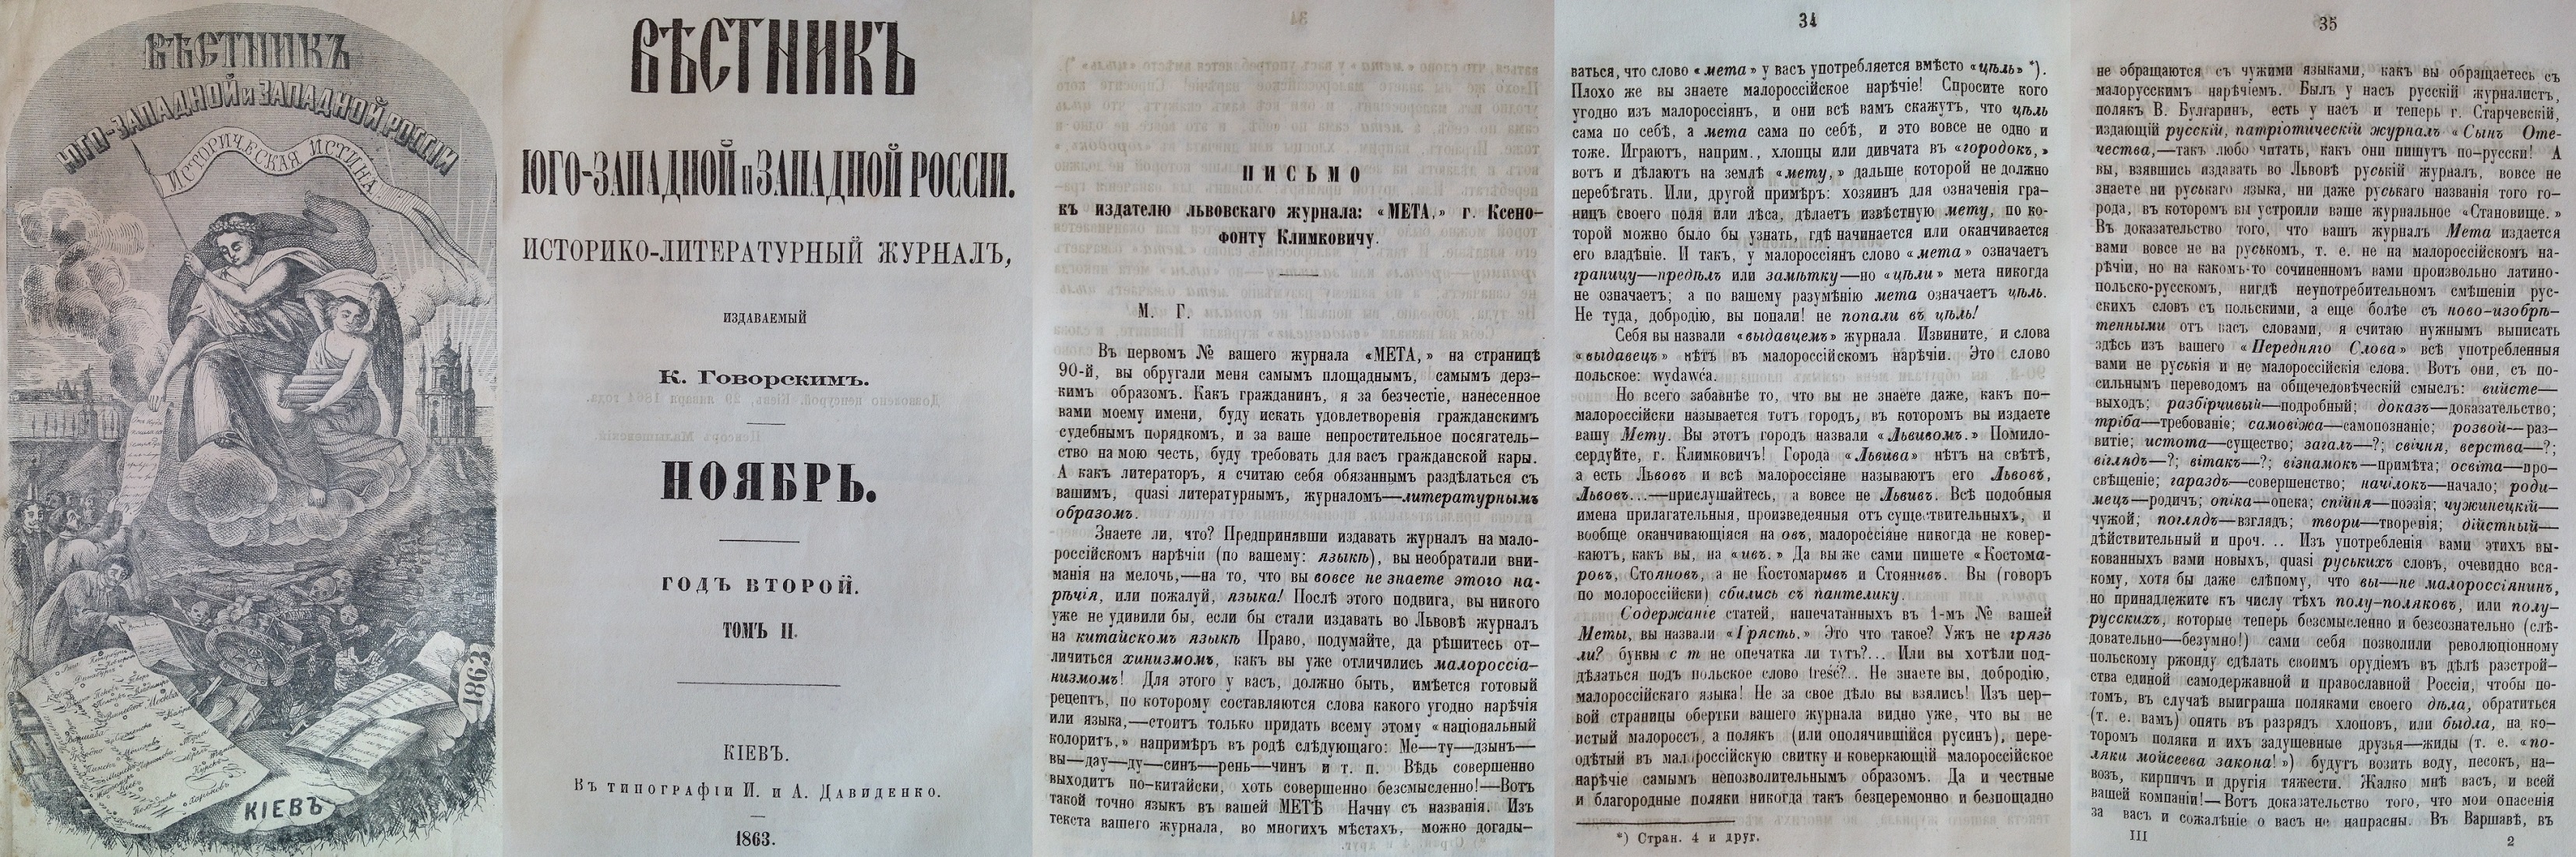 ВѢСТНИКЪ
ЮГО-ЗАПАДНОЙ и ЗАПАДНОЙ РОССІИ
ИСТОРИЧЕСКАЯ ИСТИНА
1863
КІЕВЪ
ВѢСТНИКЪ
ЮГО-ЗАПАДНОЙ и ЗАПАДНОЙ РОССІИ.
ИСТОРИКО-ЛИТЕРАТУРНЫЙ ЖУРНАЛЪ,
ИЗДАВАЕМЫЙ
К. Говорскимъ.
НОЯБРЬ.
ГОДЪ ВТОРОЙ.
ТОМЪ II.
КІЕВЪ.
Въ типографіи И. и А. Давиденко.
1863.
ПИСЬМО
къ издателю львовскаго журнала: «МЕТА,» г. Ксено-
фонту Климковичу.
М. Г.
Въ первомъ № вашего журнала «МЕТА,» на страницѣ
90-й, вы обругали меня самымъ площаднымъ, самымъ дерз-
кимъ образомъ. Какъ гражданинъ, я за безчестіе, нанесенное
вами моему имени, буду искать удовлетворенія гражданскимъ
судебнымъ порядкомъ, и за ваше непростительное посягатель-
ство на мою честь, буду требовать для васъ гражданской кары.
А какъ литераторъ, я считаю себя обязаннымъ раздѣлаться съ
вашимъ, quasi литературнымъ, журналомъ—литературнымъ
образомъ.
Знаете ли, что? Предпринявши издавать журналъ на мало-
россійскомъ нарѣчіи (по вашему: языкѣ), вы необратили вни-
манія на мелочь,—на то, что вы вовсе не знаете этого на-
рѣчія, или пожалуй, языка! Послѣ этого подвига, вы никого
уже не удивили бы, если бы стали издавать во Львовѣ журналъ
на китайскомъ языкѣ Право, подумайте, да рѣшитесь от-
личиться хинизмомъ, какъ вы уже отличились малороссіа-
низмомъ! Для этого у васъ, должно быть, имѣется готовый
рецептъ, по которому составляются слова какого угодно нарѣчія
или языка,—стоитъ только придать всему этому «національный
колоритъ,» напримѣръ въ родѣ слѣдующаго: Ме—ту—дзынъ—
вы—дау—ду—синъ—рень—чинъ и т. п. Вѣдь совершенно
выходитъ по-китайски, хоть совершенно безмысленно!—Вотъ
такой точно языкъ въ вашей МЕТѢ Начну съ названія. Изъ
текста вашего журнала, во многихъ мѣстахъ, можно догады-
34
ваться, что слово «мета» у васъ употребляется вмѣсто «цѣль» *).
Плохо же вы знаете малороссійское нарѣчіе! Спросите кого
угодно изъ малороссіянъ, и они всѣ вамъ скажутъ, что цѣль
сама по себѣ, а мета сама по себѣ, и это вовсе не одно и
тоже. Играютъ, наприм., хлопцы или дивчата въ «городокъ,»
вотъ и дѣлаютъ на землѣ «мету,» дальше которой не должно
перебѣгать. Или, другой примѣръ: хозяинъ для означенія гра-
ницъ своего поля или лѣса, дѣлаетъ извѣстную мету, по ко-
торой можно было бы узнать, гдѣ начинается или оканчивается
его владѣніе. И такъ, у малороссіянъ слово «мета» означаетъ
границу—предѣлъ или замѣтку—но «цѣли» мета никогда
не означаетъ; а по вашему разумѣнію мета означаетъ цѣль.
Не туда, добродію, вы попали! не попали въ цѣль!
Себя вы назвали «выдавцемъ» журнала. Извините, и слова
«выдавецъ» нѣтъ въ малороссійскомъ нарѣчіи. Это слово
польское: wydawca.
Но всего забавнѣе то, что вы не знаете даже, какъ по-
малороссійски называется тотъ городъ, въ которомъ вы издаете
вашу Мету. Вы этотъ городъ назвали «Львивомъ.» Помило-
сердуйте, г. Климковичъ! Города «Львива» нѣтъ на свѣтѣ,
а есть Львовъ и всѣ малороссіяне называютъ его Львовъ,
Львовъ...—прислушайтесь, а вовсе не Львивъ. Всѣ подобныя
имена прилагательныя, произведенныя отъ существительныхъ, и
вообще оканчивающіяся на овъ, малороссіяне никогда не ковер-
каютъ, какъ вы, на «ивъ.» Да вы же сами пишете «Костома-
ровъ, Стояновъ, а не Костомаривъ и Стоянивъ. Вы (говоръ
по молороссійски) сбились съ пантелику.
Содержаніе статей, напечатанныхъ въ 1-мъ № вашей
Меты, вы назвали «Трясть.» Это что такое? Ужъ не грязь
ли? буквы с т не опечатка ли тутъ?... Или вы хотѣли под-
дѣлаться подъ польское слово treść?.. Не знаете вы, добродію,
малороссійскаго языка! Не за свое дѣло вы взялись! Изъ пер-
вой страницы обертки вашего журнала видно уже, что вы не
истый малороссъ, а полякъ (или ополячившійся русинъ), пере-
одѣтый въ малороссійскую свитку и коверкающій малороссійское
нарѣчіе самымъ непозволительнымъ образомъ. Да и честные
и благородные поляки никогда такъ безцеремонно и безпощадно
*) Стран. 4 и друг.
35
не обращаются съ чужими языками, какъ вы обращаетесь съ
малорусскимъ нарѣчіемъ. Былъ у насъ русскій журналистъ,
полякъ В. Булгаринъ, есть у насъ и теперь г. Старчевскій,
издающій русскій, патріотическій журналъ «Сынъ Оте-
чества,—такъ любо читать, какъ они пишутъ по-русски! А
вы, взявшись издавать во Львовѣ руській журналъ, вовсе не
знаете ни руськаго языка, ни даже руськаго названія того го-
рода, въ которомъ вы устроили ваше журнальное «Становище.»
Въ доказательство того, что вашъ журналъ Мета издается
вами вовсе не на руськомъ, т. е. не на малороссійскомъ на-
рѣчіи, но на какомъ-то сочиненномъ вами произвольно латино-
польско-русскомъ, нигдѣ неупотребительномъ смѣшеніи рус-
скихъ словъ съ польскими, а еще болѣе съ ново-изобрѣ-
тенными отъ васъ словами, я считаю нужнымъ выписать
здѣсь изъ вашего «Передняго Слова» всѣ употребленныя
вами не руськія и не малороссійскія слова. Вотъ они, съ по-
сильнымъ переводомъ на общечеловѣческій смыслъ: вийсте—
выходъ; разбірчивый—подробный; доказъ—доказательство;
тріба—требованіе; самовіжа—самопознаніе; розвой—раз-
витіе; истота—существо; загалъ—?; свічня, верства—?;
віглядъ—?; вітакъ—?; візнамокъ—примѣта; освіта—про-
свѣщеніе; гараздъ—совершенство; начілокъ—начало; роди-
мецъ—родичъ; опіка—опека; спійня—поэзія; чужинецкій—
чужой; поглядъ—взглядъ; твори—творенія; дійстный—
дѣйствительный и проч. .. Изъ употребленія вами этихъ вы-
кованныхъ вами новыхъ, quasi руськихъ словъ, очевидно вся-
кому, хотя бы даже слѣпому, что вы—не малороссіянинъ,
но принадлежите къ числу тѣхъ полу-поляковъ, или полу-
русскихъ, которые теперь безсмысленно и безсознательно (слѣ-
довательно—безумно!) сами себя позволили революціонному
польскому ржонду сдѣлать своимъ орудіемъ въ дѣлѣ разстрой-
ства единой самодержавной и православной Россіи, чтобы по-
томъ, въ случаѣ выиграша поляками своего дѣла, обратиться
(т. е. вамъ) опять въ разрядъ хлоповъ, или быдла, на ко-
торомъ поляки и ихъ задушевные друзья—жиды (т. е. «по-
ляки мойсеева закона!») будутъ возить воду, песокъ, на-
возъ, кирпичъ и другія тяжести. Жалко мнѣ васъ, и всей
вашей компаніи!—Вотъ доказательство того, что мои опасенія
за васъ и сожалѣніе о васъ не напрасны. Въ Варшавѣ, въ
III
2